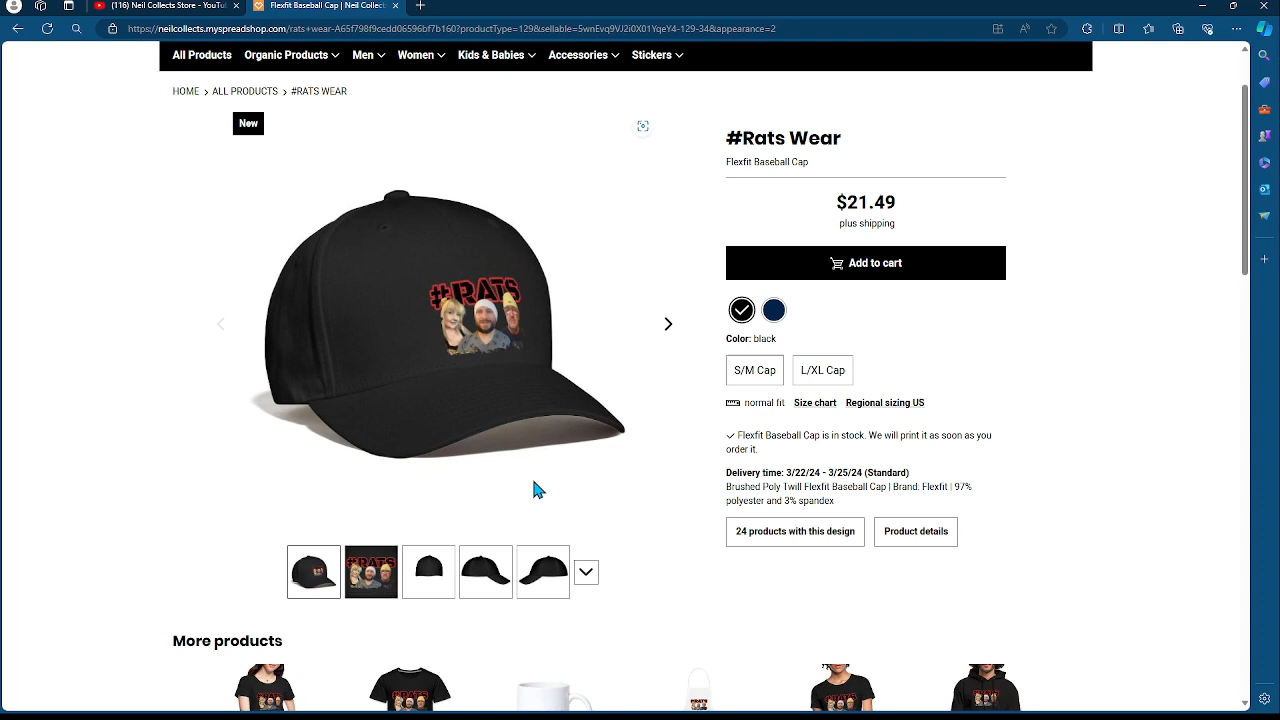 (116) Neil Collects Store - YouTu
Flexfit Baseball Cap | Neil Collect
https://neilcollects.myspreadshop.com/rats+wear-A65f798f9cedd06596bf7b160?productType=129&sellable=5wnEvq9VJ2i0X01YqeY4-129-34&appearance=2
All Products Organic Products Men Women Kids & Babies Accessories Stickers
HOME > ALL PRODUCTS > #RATS WEAR
New
#RATS
#Rats Wear
Flexfit Baseball Cap
$21.49
plus shipping
Add to cart
Color: black
S/M Cap L/XL Cap
normal fit Size chart Regional sizing US
Flexfit Baseball Cap is in stock. We will print it as soon as you
order it.
Delivery time: 3/22/24 - 3/25/24 (Standard)
Brushed Poly Twill Flexfit Baseball Cap | Brand: Flexfit | 97%
polyester and 3% spandex
24 products with this design Product details
#RATS
More products